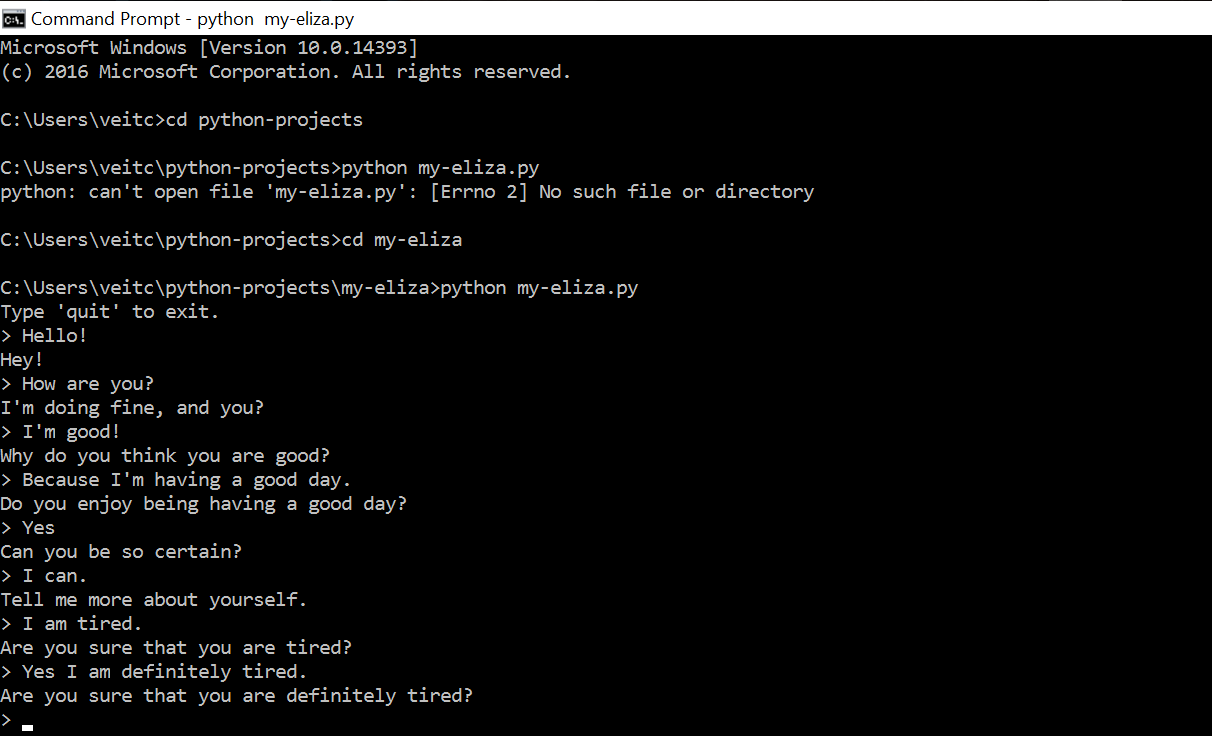 Command Prompt - python  my-eliza.py
Microsoft Windows [Version 10.0.14393]
(c) 2016 Microsoft Corporation. All rights reserved.
C:\Users\veitc>cd python-projects
C:\Users\veitc\python-projects>python my-eliza.py
python: can't open file 'my-eliza.py': [Errno 2] No such file or directory
C:\Users\veitc\python-projects>cd my-eliza
C:\Users\veitc\python-projects\my-eliza>python my-eliza.py
Type 'quit' to exit.
> Hello!
Hey!
> How are you?
I'm doing fine, and you?
> I'm good!
Why do you think you are good?
> Because I'm having a good day.
Do you enjoy being having a good day?
> Yes
Can you be so certain?
> I can.
Tell me more about yourself.
> I am tired.
Are you sure that you are tired?
> Yes I am definitely tired.
Are you sure that you are definitely tired?
>